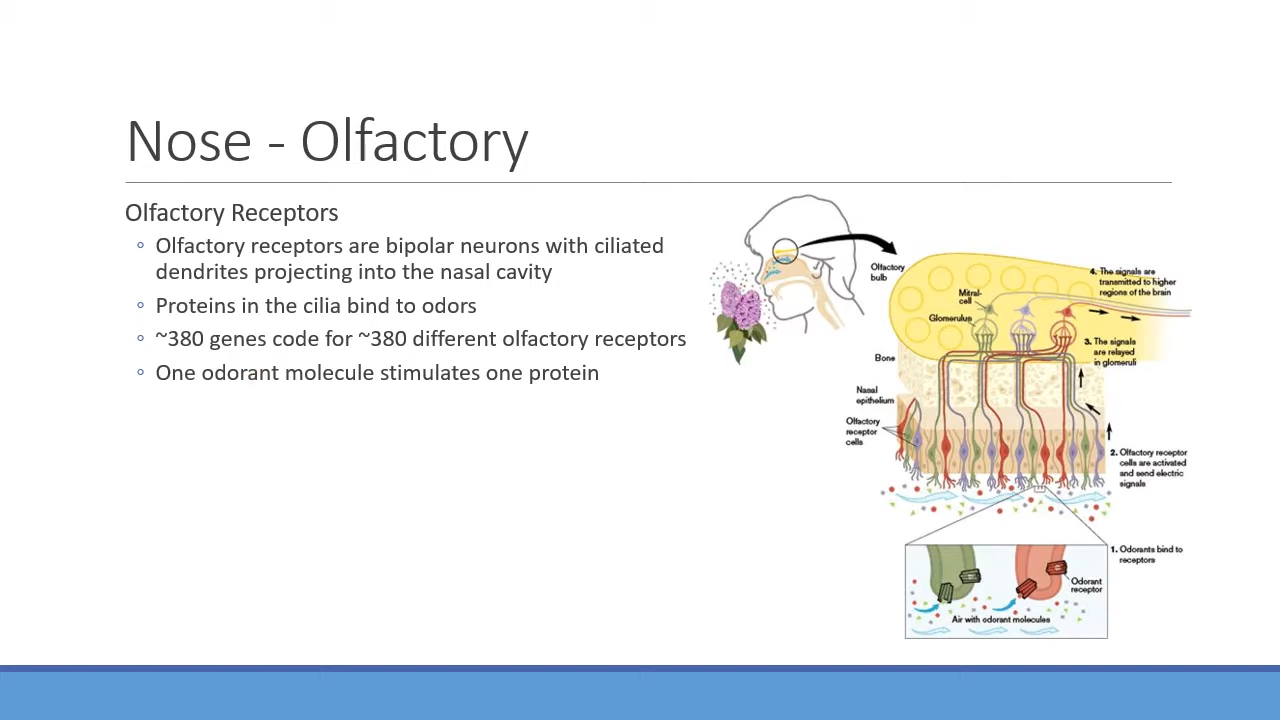 Nose - Olfactory
Olfactory Receptors
◦ Olfactory receptors are bipolar neurons with ciliated
dendrites projecting into the nasal cavity
◦ Proteins in the cilia bind to odors
◦ ~380 genes code for ~380 different olfactory receptors
◦ One odorant molecule stimulates one protein
Olfactory
bulb
4. The signals are
transmitted to higher
regions of the brain
Mitral-
cell
Glomerulus
3. The signals
are relayed
in glomeruli
Bone
Nasal
epithelium
Olfactory
receptor
cells
2. Olfactory receptor
cells are activated
and send electric
signals
1. Odorants bind to
receptors
Odorant
receptor
Air with odorant molecules